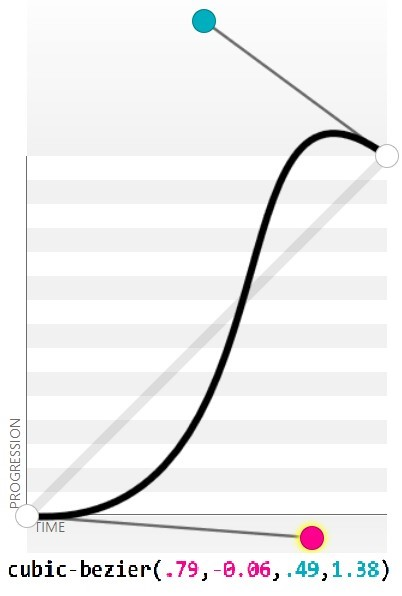 PROGRESSION
TIME
cubic-bezier(.79,-0.06,.49,1.38)